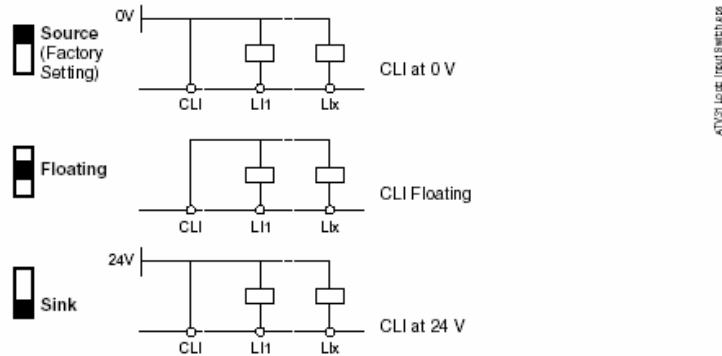 0V
Source
(Factory
Setting)
CLI at 0 V
CLI LI1 LIx
Floating
CLI Floating
CLI LI1 LIx
24V
Sink
CLI at 24 V
CLI LI1 LIx
ATV31 Logic Input Switch.eps